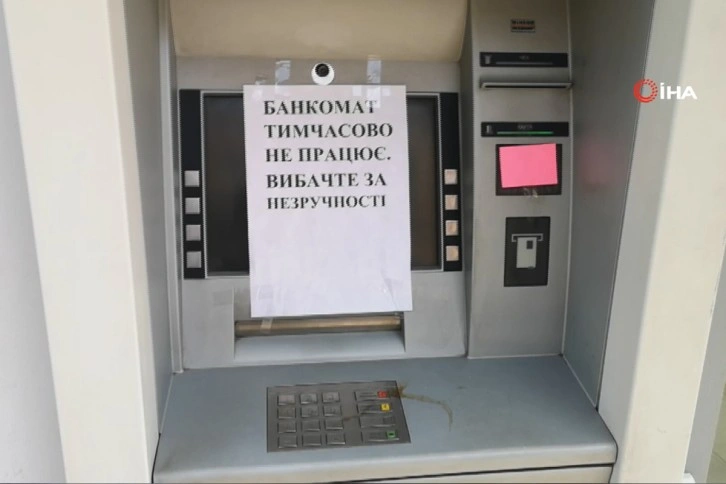 БАНКОМАТ
ТИМЧАСОВО
НЕ ПРАЦЮЄ.
ВИБАЧТЕ ЗА
НЕЗРУЧНОСТІ
İHA